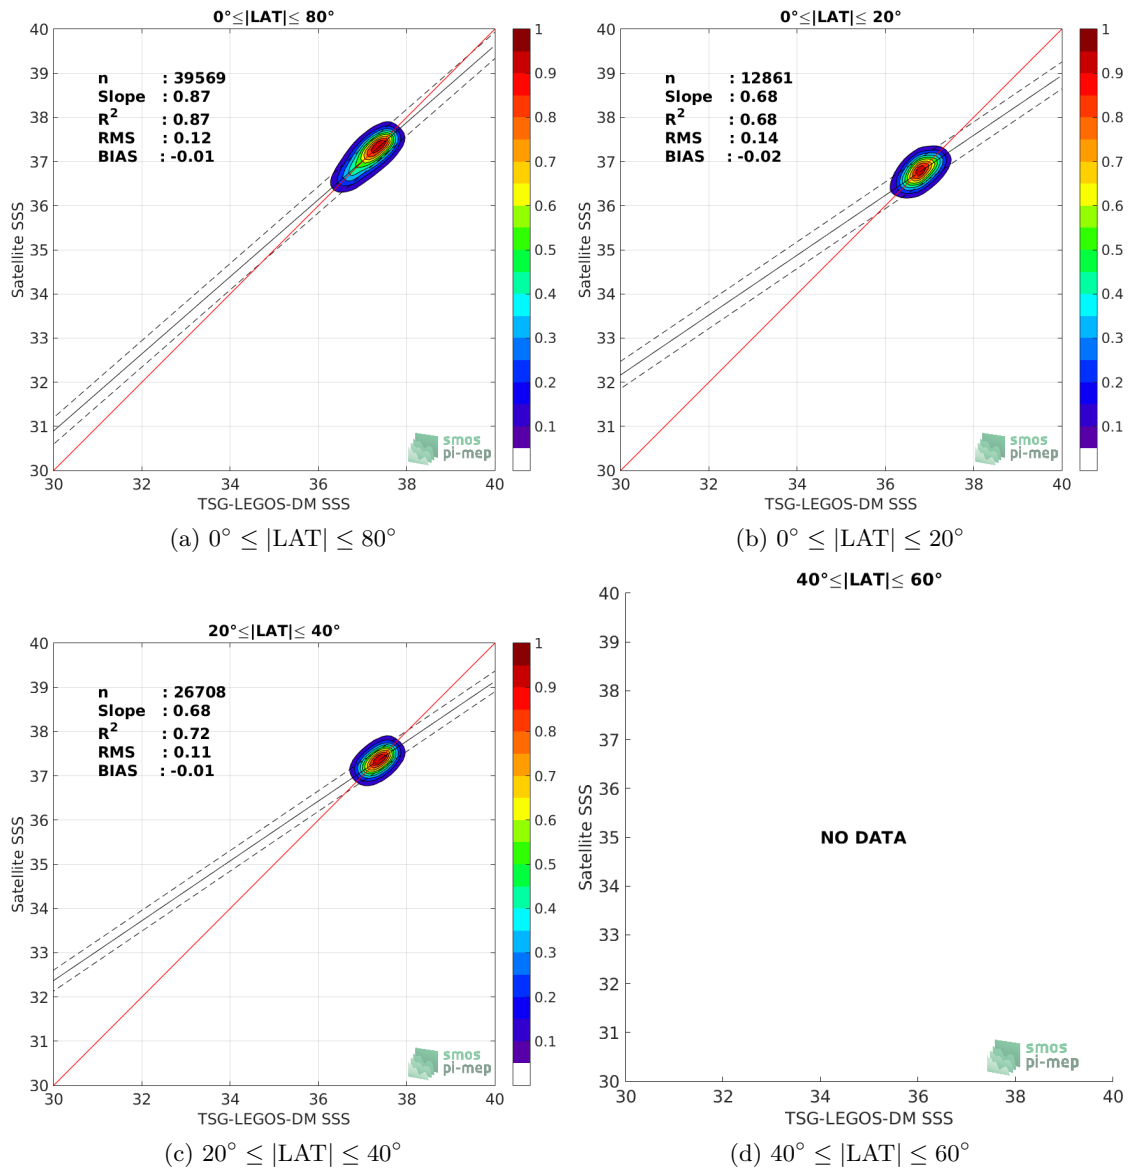 0°≤|LAT|≤ 80°
40
39
38
37
36
35
34
33
32
31
30
Satellite SSS
n : 39569
Slope : 0.87
R2 : 0.87
RMS : 0.12
BIAS : -0.01
smos
pi-mep
30 32 34 36 38 40
TSG-LEGOS-DM SSS
1
0.9
0.8
0.7
0.6
0.5
0.4
0.3
0.2
0.1
(a) 0° ≤ |LAT| ≤ 80°
0°≤|LAT|≤ 20°
40
39
38
37
36
35
34
33
32
31
30
Satellite SSS
n : 12861
Slope : 0.68
R2 : 0.68
RMS : 0.14
BIAS : -0.02
smos
pi-mep
30 32 34 36 38 40
TSG-LEGOS-DM SSS
1
0.9
0.8
0.7
0.6
0.5
0.4
0.3
0.2
0.1
(b) 0° ≤ |LAT| ≤ 20°
20°≤|LAT|≤ 40°
40
39
38
37
36
35
34
33
32
31
30
Satellite SSS
n : 26708
Slope : 0.68
R2 : 0.72
RMS : 0.11
BIAS : -0.01
smos
pi-mep
30 32 34 36 38 40
TSG-LEGOS-DM SSS
1
0.9
0.8
0.7
0.6
0.5
0.4
0.3
0.2
0.1
(c) 20° ≤ |LAT| ≤ 40°
40°≤|LAT|≤ 60°
40
39
38
37
36
35
34
33
32
31
30
Satellite SSS
NO DATA
smos
pi-mep
30 32 34 36 38 40
TSG-LEGOS-DM SSS
(d) 40° ≤ |LAT| ≤ 60°